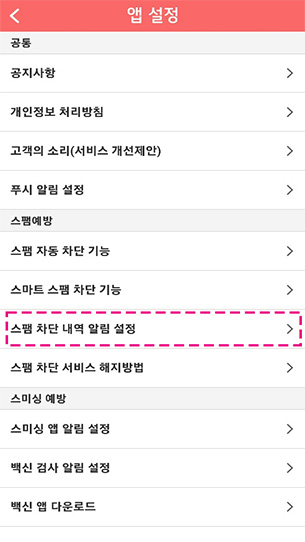 앱 설정
공통
공지사항
개인정보 처리방침
고객의 소리(서비스 개선제안)
푸시 알림 설정
스팸예방
스팸 자동 차단 기능
스마트 스팸 차단 기능
스팸 차단 내역 알림 설정
스팸 차단 서비스 해지방법
스미싱 예방
스미싱 앱 알림 설정
백신 검사 알림 설정
백신 앱 다운로드